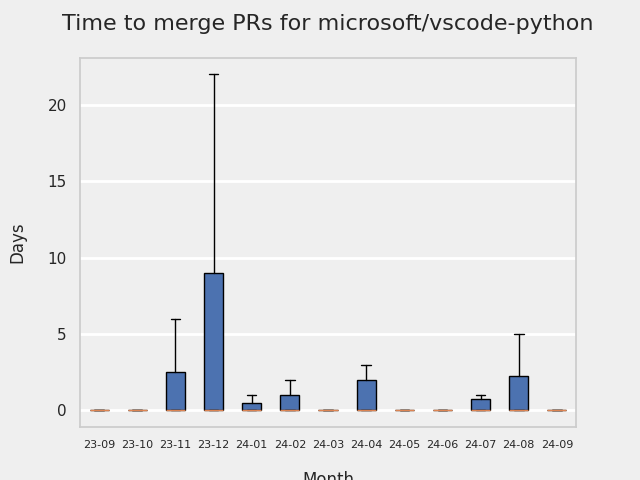 Time to merge PRs for microsoft/vscode-python
Days
20
15
10
5
0
23-09 23-10 23-11 23-12 24-01 24-02 24-03 24-04 24-05 24-06 24-07 24-08 24-09
Month